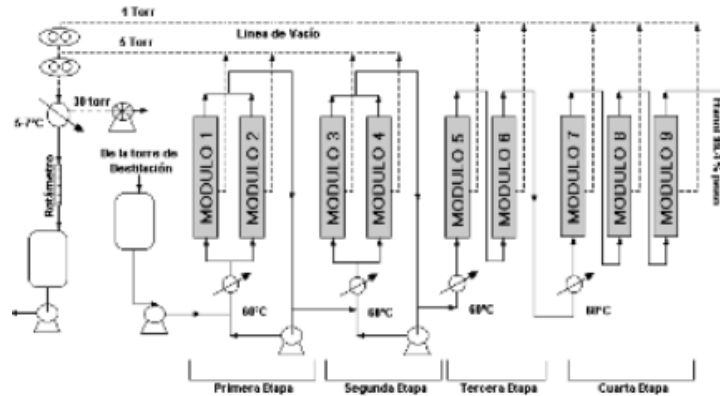 1 Torr
5 Torr
Linea de Vacío
30 torr
5-7°C
De la torre de
Destilación
Rotámetro
MODULO 1
MODULO 2
MODULO 3
MODULO 4
MODULO 5
MODULO 6
MODULO 7
MODULO 8
MODULO 9
60°C
60°C
60°C
60°C
Primera Etapa
Segunda Etapa
Tercera Etapa
Cuarta Etapa